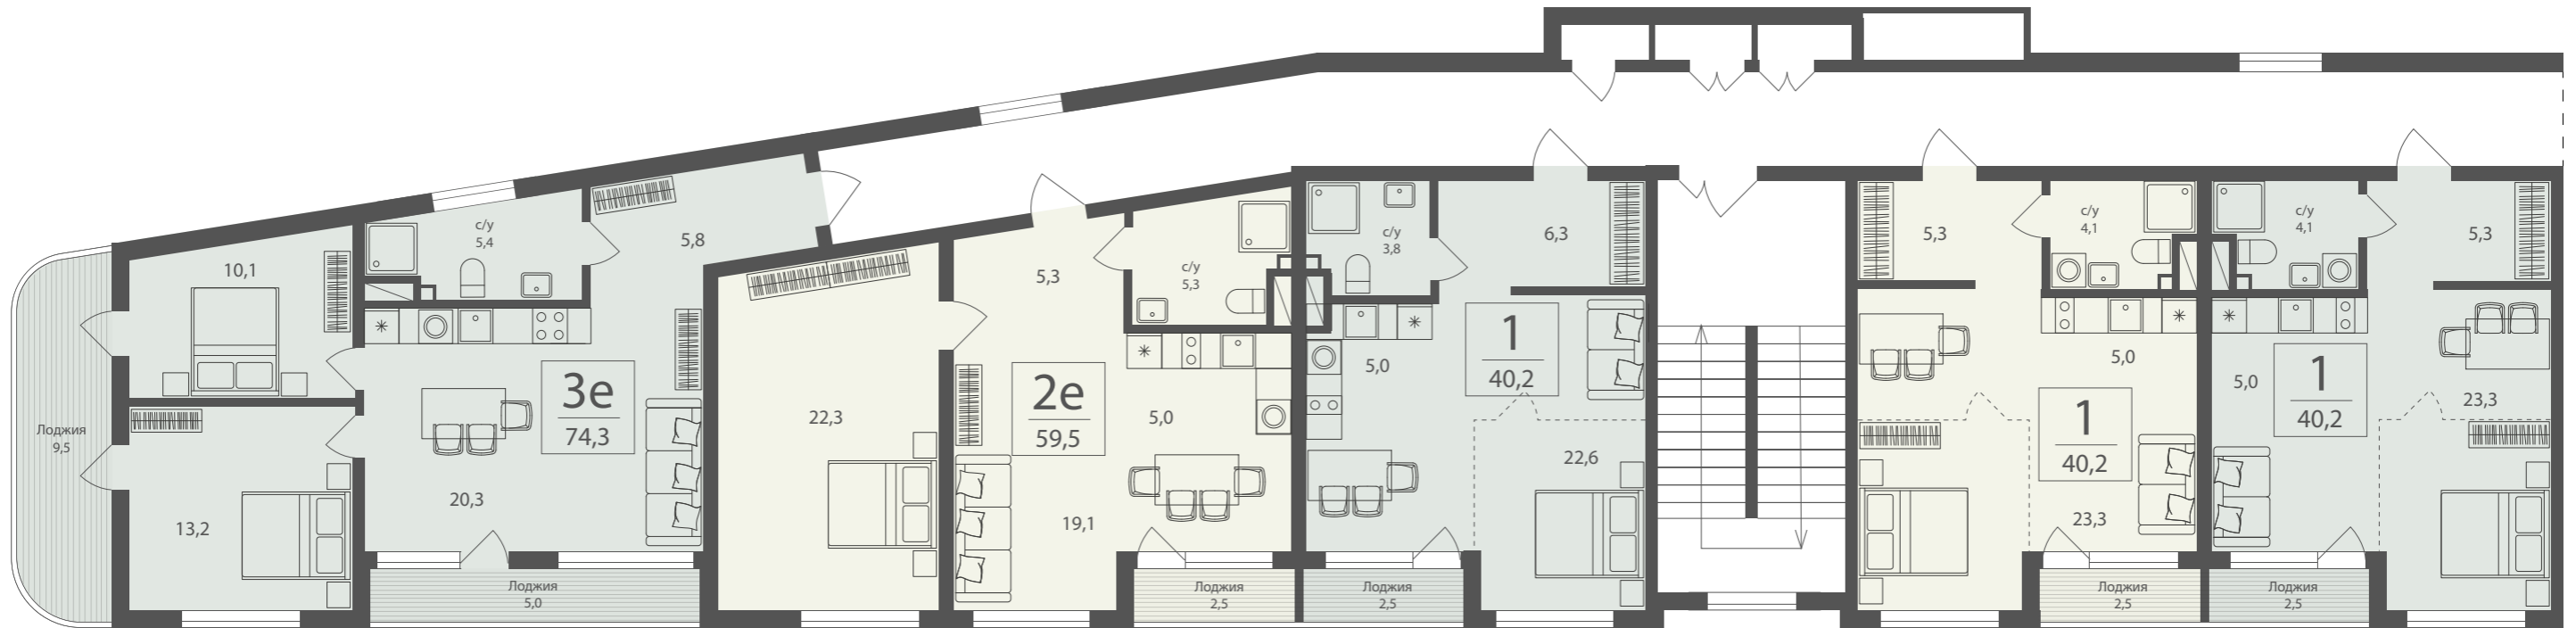 Лоджия
9,5
10,1
13,2
с/у
5,4
5,8
3е
74,3
20,3
Лоджия
5,0
22,3
5,3
с/у
5,3
2е
59,5
5,0
19,1
Лоджия
2,5
с/у
3,8
6,3
5,0
1
40,2
22,6
Лоджия
2,5
5,3
с/у
4,1
5,0
1
40,2
23,3
Лоджия
2,5
с/у
4,1
5,3
5,0
1
40,2
23,3
Лоджия
2,5